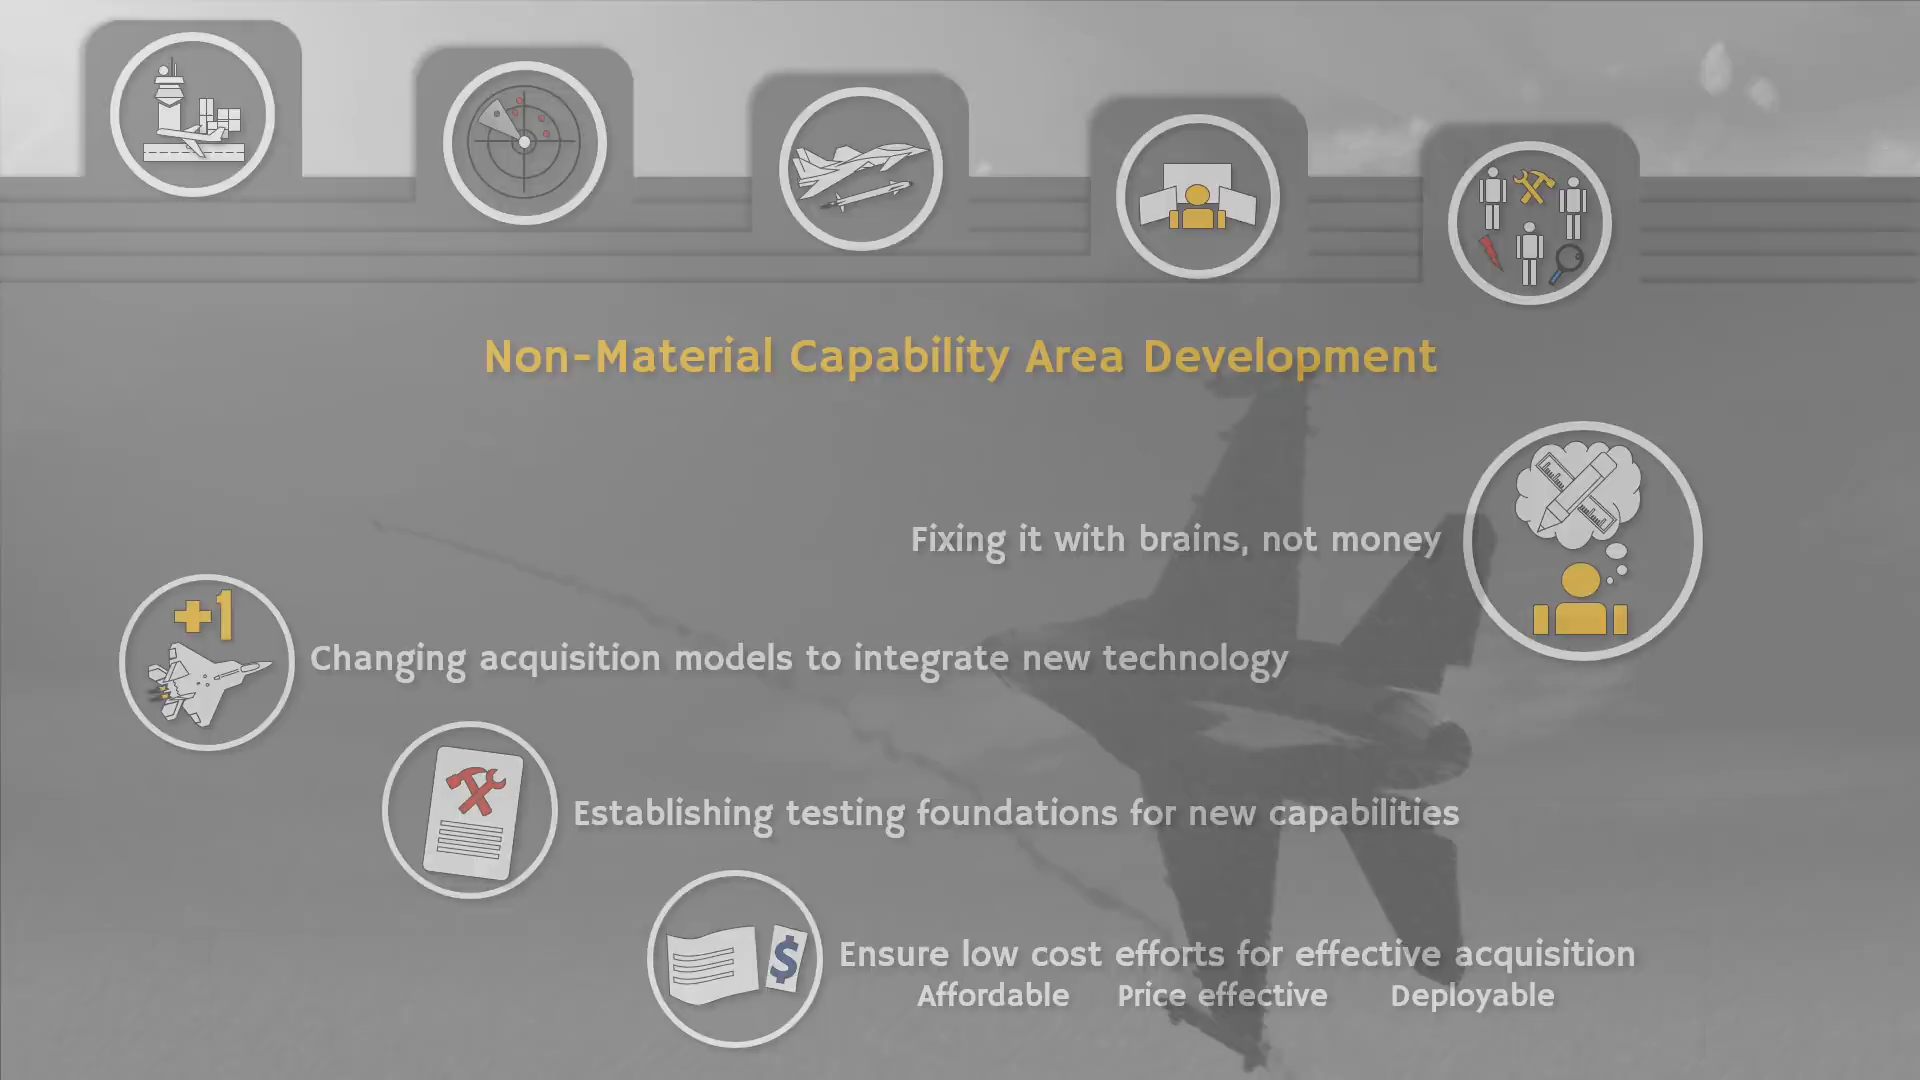 Non-Material Capability Area Development
Fixing it with brains, not money
+1
Changing acquisition models to integrate new technology
Establishing testing foundations for new capabilities
$
Ensure low cost efforts for effective acquisition
Affordable Price effective Deployable